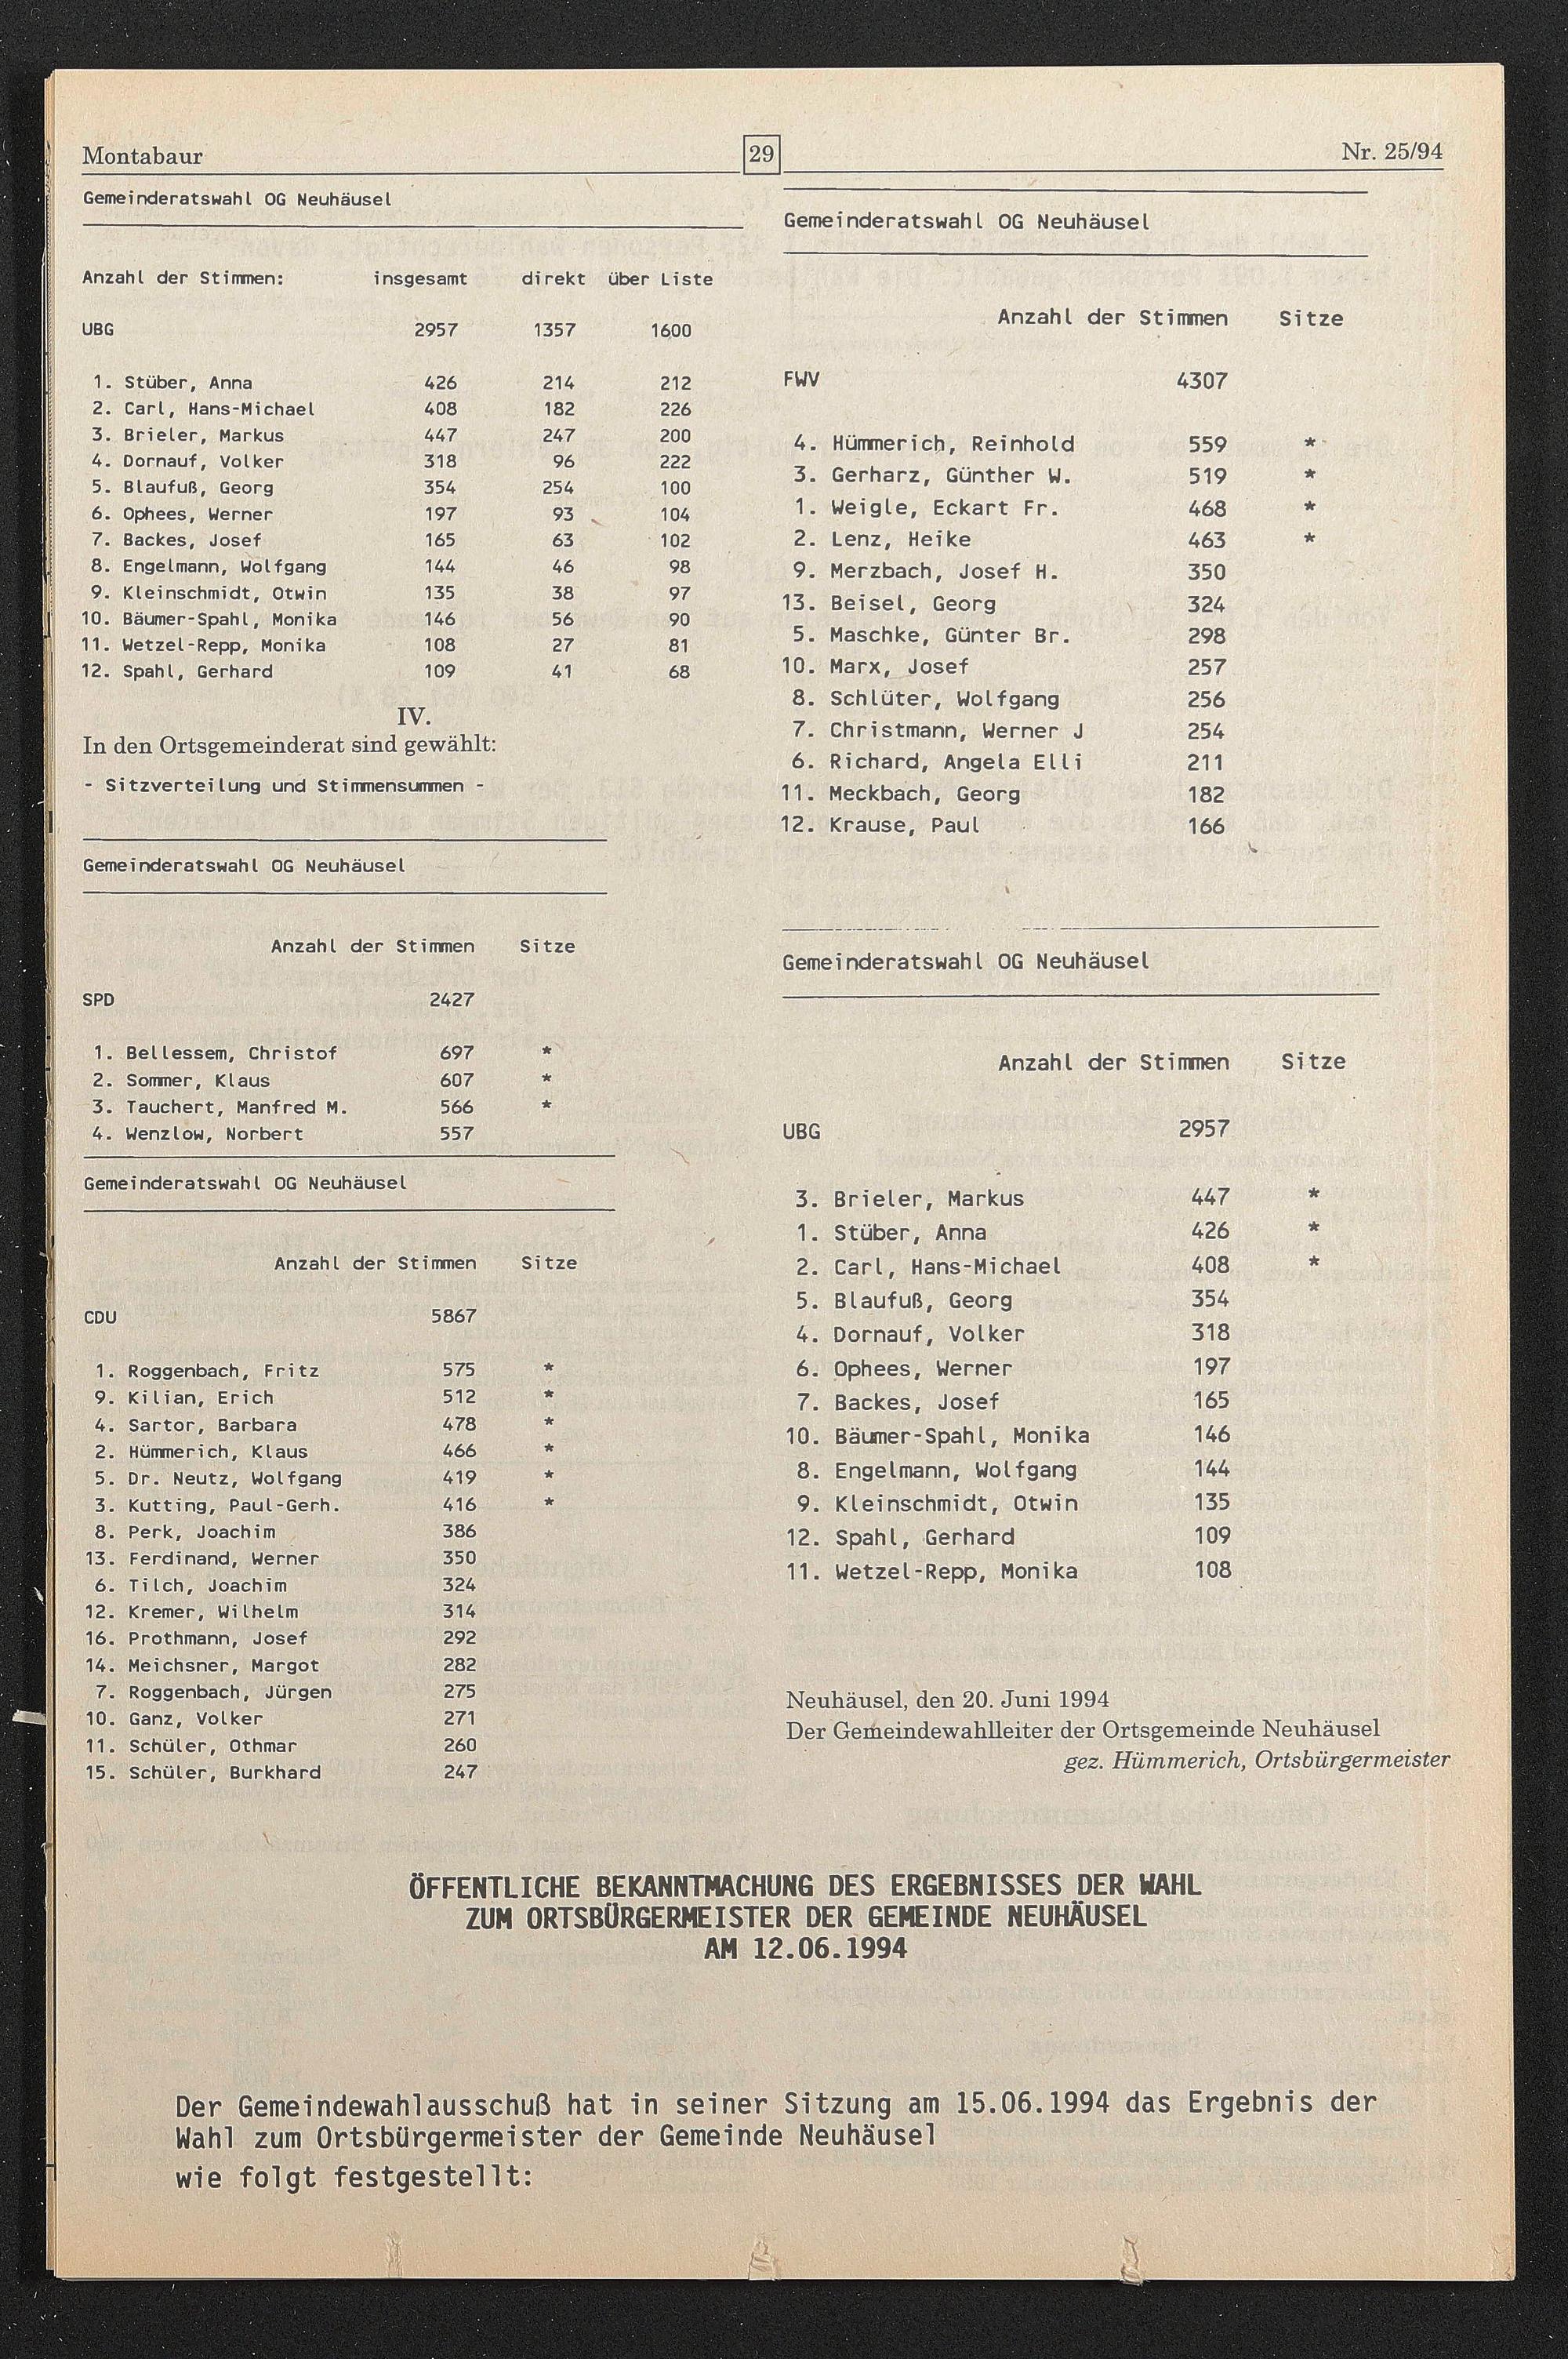 Montabaur
29
Nr. 25/94
Gemeinderatswahl OG Neuhäusel
Anzahl der Stimmen: insgesamt direkt über Liste
UBG 2957 1357 1600
1. Stüber, Anna 426 214 212
2. Carl, Hans-Michael 408 182 226
3. Brieler, Markus 447 247 200
4. Dornauf, Volker 318 96 222
5. Blaufuß, Georg 354 254 100
6. Ophees, Werner 197 93 104
7. Backes, Josef 165 63 102
8. Engelmann, Wolfgang 144 46 98
9. Kleinschmidt, Otwin 135 38 97
10. Bäumer-Spahl, Monika 146 56 90
11. Wetzel-Repp, Monika 108 27 81
12. Spahl, Gerhard 109 41 68
IV.
In den Ortsgemeinderat sind gewählt:
- Sitzverteilung und Stimmensummen -
Gemeinderatswahl OG Neuhäusel
Anzahl der Stimmen Sitze
SPD 2427
1. Bellessem, Christof 697 *
2. Sommer, Klaus 607 *
3. Tauchert, Manfred M. 566 *
4. Wenzlow, Norbert 557
Gemeinderatswahl OG Neuhäusel
Anzahl der Stimmen Sitze
CDU 5867
1. Roggenbach, Fritz 575 *
9. Kilian, Erich 512 *
4. Sartor, Barbara 478 *
2. Hümmerich, Klaus 466 *
5. Dr. Neutz, Wolfgang 419 *
3. Kutting, Paul-Gerh. 416 *
8. Perk, Joachim 386
13. Ferdinand, Werner 350
6. Tilch, Joachim 324
12. Kremer, Wilhelm 314
16. Prothmann, Josef 292
14. Meichsner, Margot 282
7. Roggenbach, Jürgen 275
10. Ganz, Volker 271
11. Schüler, Othmar 260
15. Schüler, Burkhard 247
Gemeinderatswahl OG Neuhäusel
Anzahl der Stimmen Sitze
FWV 4307
4. Hümmerich, Reinhold 559 *
3. Gerharz, Günther W. 519 *
1. Weigle, Eckart Fr. 468 *
2. Lenz, Heike 463 *
9. Merzbach, Josef H. 350
13. Beisel, Georg 324
5. Maschke, Günter Br. 298
10. Marx, Josef 257
8. Schlüter, Wolfgang 256
7. Christmann, Werner J 254
6. Richard, Angela Elli 211
11. Meckbach, Georg 182
12. Krause, Paul 166
Gemeinderatswahl OG Neuhäusel
Anzahl der Stimmen Sitze
UBG 2957
3. Brieler, Markus 447 *
1. Stüber, Anna 426 *
2. Carl, Hans-Michael 408 *
5. Blaufuß, Georg 354
4. Dornauf, Volker 318
6. Ophees, Werner 197
7. Backes, Josef 165
10. Bäumer-Spahl, Monika 146
8. Engelmann, Wolfgang 144
9. Kleinschmidt, Otwin 135
12. Spahl, Gerhard 109
11. Wetzel-Repp, Monika 108
Neuhäusel, den 20. Juni 1994
Der Gemeindewahlleiter der Ortsgemeinde Neuhäusel
gez. Hümmerich, Ortsbürgermeister
ÖFFENTLICHE BEKANNTMACHUNG DES ERGEBNISSES DER WAHL
ZUM ORTSBÜRGERMEISTER DER GEMEINDE NEUHÄUSEL
AM 12.06.1994
Der Gemeindewahlausschuß hat in seiner Sitzung am 15.06.1994 das Ergebnis der
Wahl zum Ortsbürgermeister der Gemeinde Neuhäusel
wie folgt festgestellt: